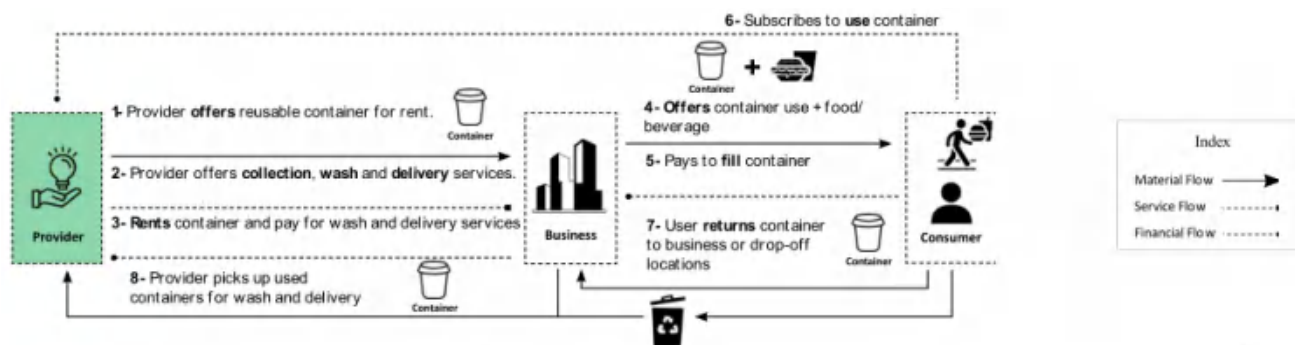 6- Subscribes to use container
Container
1- Provider offers reusable container for rent.
Container
4- Offers container use + food/
beverage
2- Provider offers collection, wash and delivery services.
5- Pays to fill container
3- Rents container and pay for wash and delivery services
Provider
Business
Consumer
7- User returns container
to business or drop-off
locations
Container
8- Provider picks up used
containers for wash and delivery
Container
Index
Material Flow
Service Flow
Financial Flow